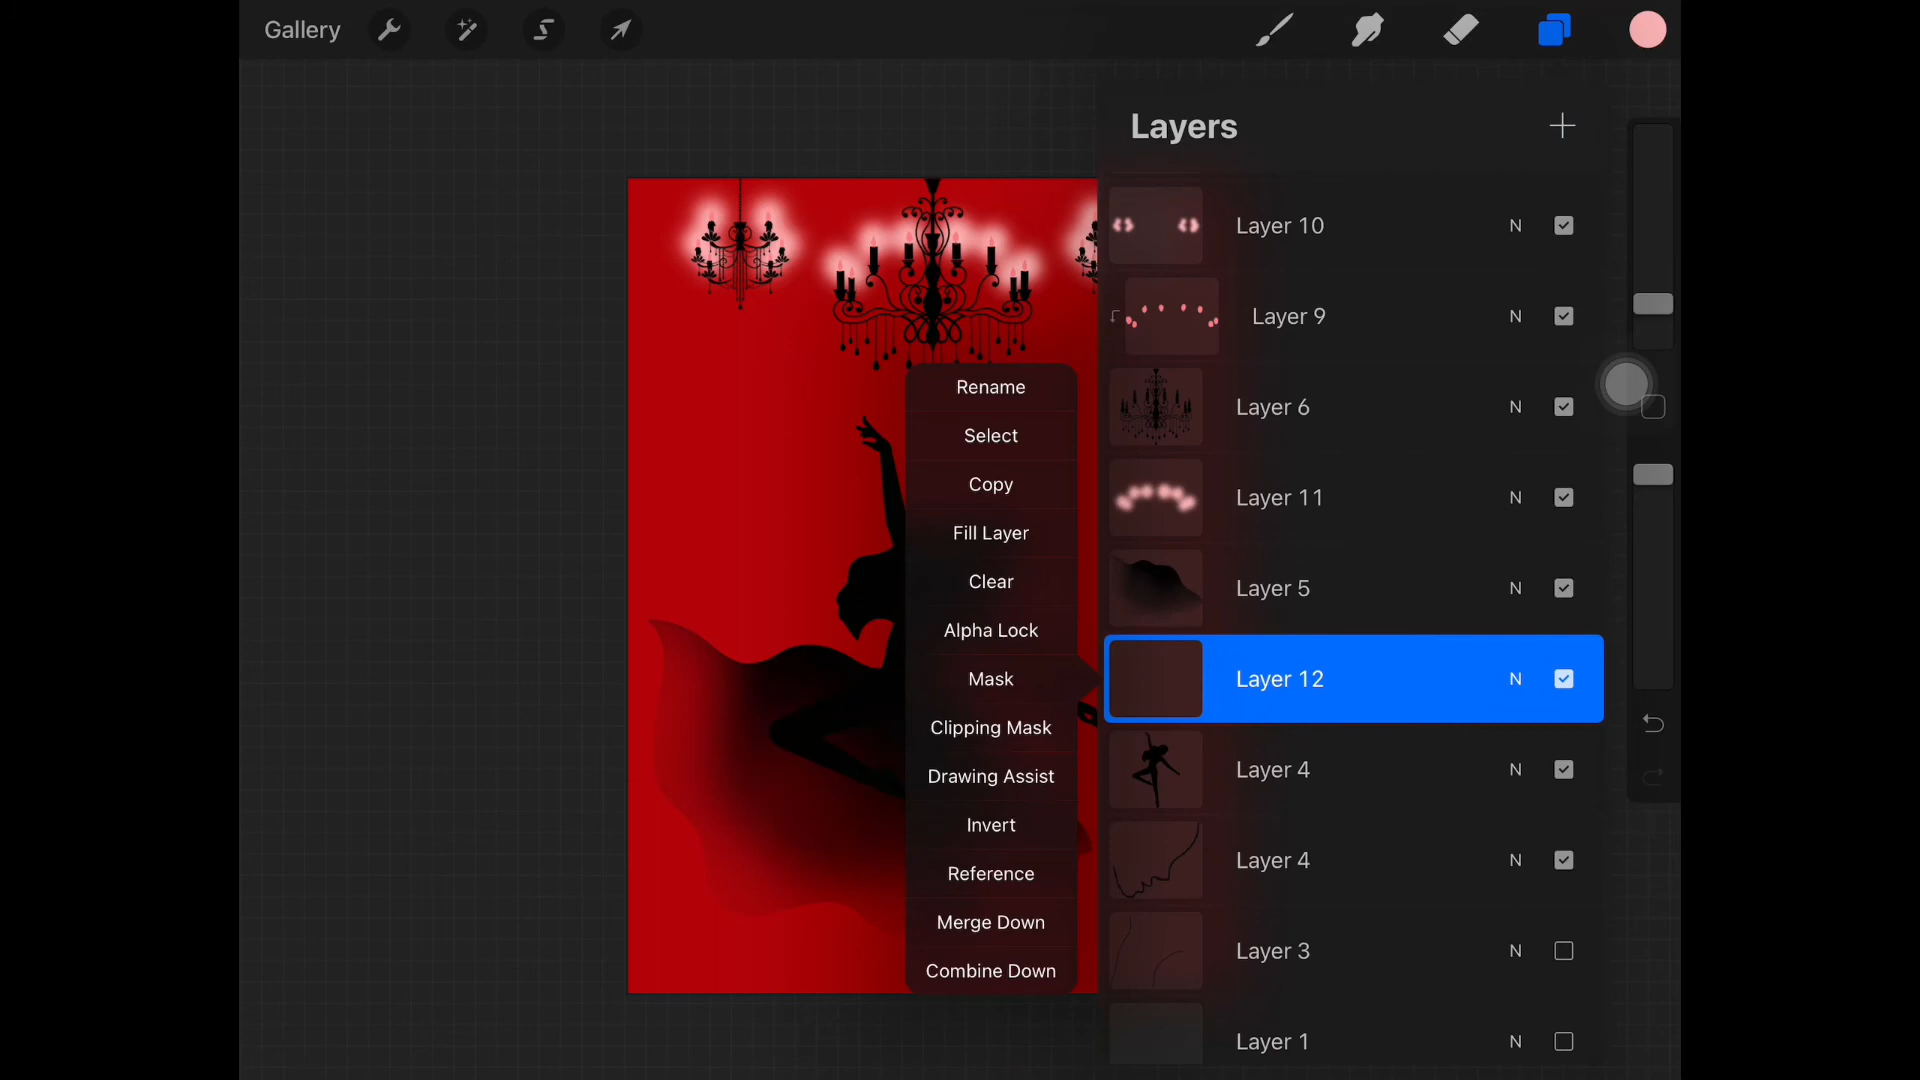 Gallery
Layers
Layer 10 N
Layer 9 N
Layer 6 N
Layer 11 N
Layer 5 N
Layer 12 N
Layer 4 N
Layer 4 N
Layer 3 N
Layer 1 N
Rename
Select
Copy
Fill Layer
Clear
Alpha Lock
Mask
Clipping Mask
Drawing Assist
Invert
Reference
Merge Down
Combine Down